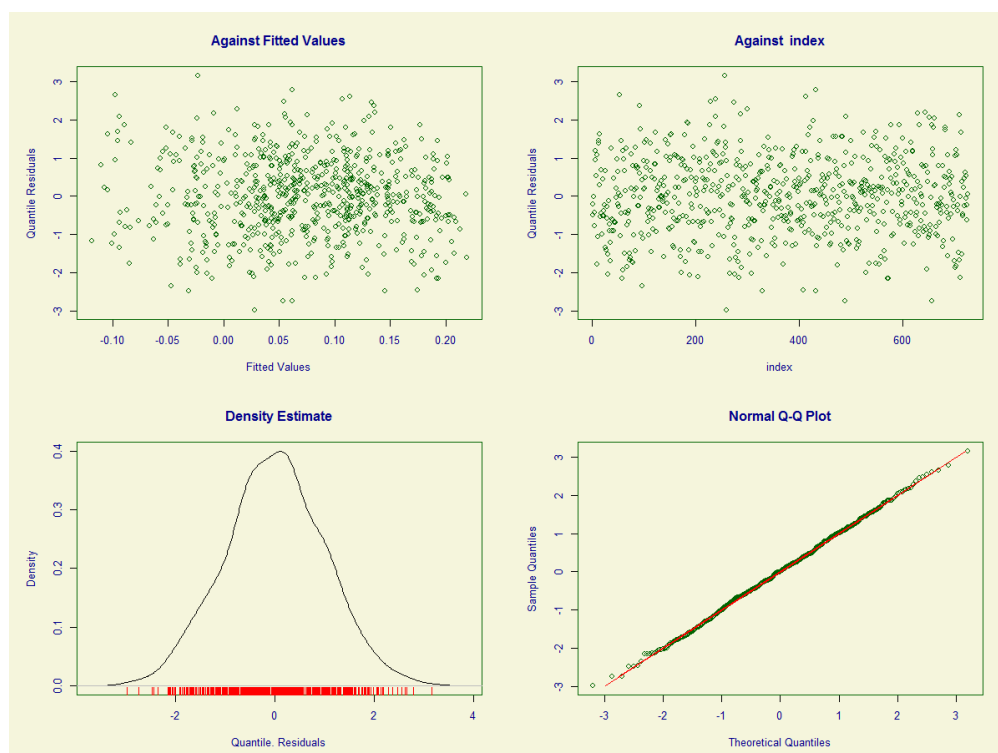 Against Fitted Values
Quantile Residuals
3
2
1
0
-1
-2
-3
-0.10 -0.05 0.00 0.05 0.10 0.15 0.20
Fitted Values
Against index
Quantile Residuals
3
2
1
0
-1
-2
-3
0 200 400 600
index
Density Estimate
Density
0.4
0.3
0.2
0.1
0.0
-2 0 2 4
Quantile. Residuals
Normal Q-Q Plot
Sample Quantiles
3
2
1
0
-1
-2
-3
-3 -2 -1 0 1 2 3
Theoretical Quantiles